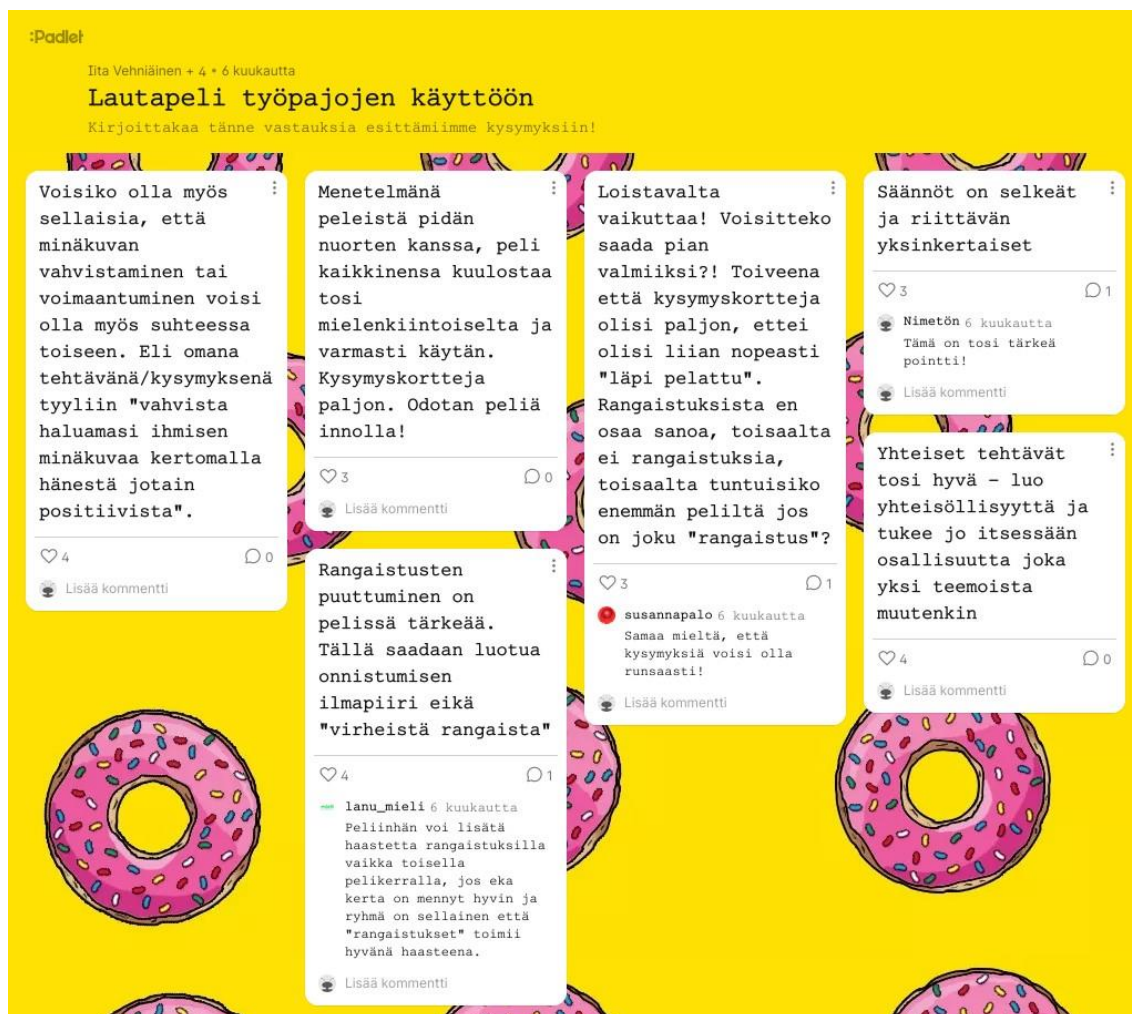 :Padlet
Iita Vehniäinen + 4 • 6 kuukautta
Lautapeli työpajojen käyttöön
Kirjoittakaa tänne vastauksia esittämiimme kysymyksiin!
Voisiko olla myös
sellaisia, että
minäkuvan
vahvistaminen tai
voimaantuminen voisi
olla myös suhteessa
toiseen. Eli omana
tehtävänä/kysymyksenä
tyyliin "vahvista
haluamasi ihmisen
minäkuvaa kertomalla
hänestä jotain
positiivista".
4 0
Lisää kommentti
Menetelmänä
peleistä pidän
nuorten kanssa, peli
kaikkinensa kuulostaa
tosi
mielenkiintoiselta ja
varmasti käytän.
Kysymyskortteja
paljon. Odotan peliä
innolla!
3 0
Lisää kommentti
Rangaistusten
puuttuminen on
pelissä tärkeää.
Tällä saadaan luotua
onnistumisen
ilmapiiri eikä
"virheistä rangaista"
4 1
lanu_mieli 6 kuukautta
Peliinhän voi lisätä
haastetta rangaistuksilla
vaikka toisella
pelikerralla, jos eka
kerta on mennyt hyvin ja
ryhmä on sellainen että
"rangaistukset" toimii
hyvänä haasteena.
Lisää kommentti
Loistavalta
vaikuttaa! Voisitteko
saada pian
valmiiksi?! Toiveena
että kysymyskortteja
olisi paljon, ettei
olisi liian nopeasti
"läpi pelattu".
Rangaistuksista en
osaa sanoa, toisaalta
ei rangaistuksia,
toisaalta tuntuisiko
enemmän peliltä jos
on joku "rangaistus"?
3 1
susannapalo 6 kuukautta
Samaa mieltä, että
kysymyksiä voisi olla
runsaasti!
Lisää kommentti
Säännöt on selkeät
ja riittävän
yksinkertaiset
3 1
Nimetön 6 kuukautta
Tämä on tosi tärkeä
pointti!
Lisää kommentti
Yhteiset tehtävät
tosi hyvä - luo
yhteisöllisyyttä ja
tukee jo itsessään
osallisuutta joka
yksi teemoista
muutenkin
4 0
Lisää kommentti